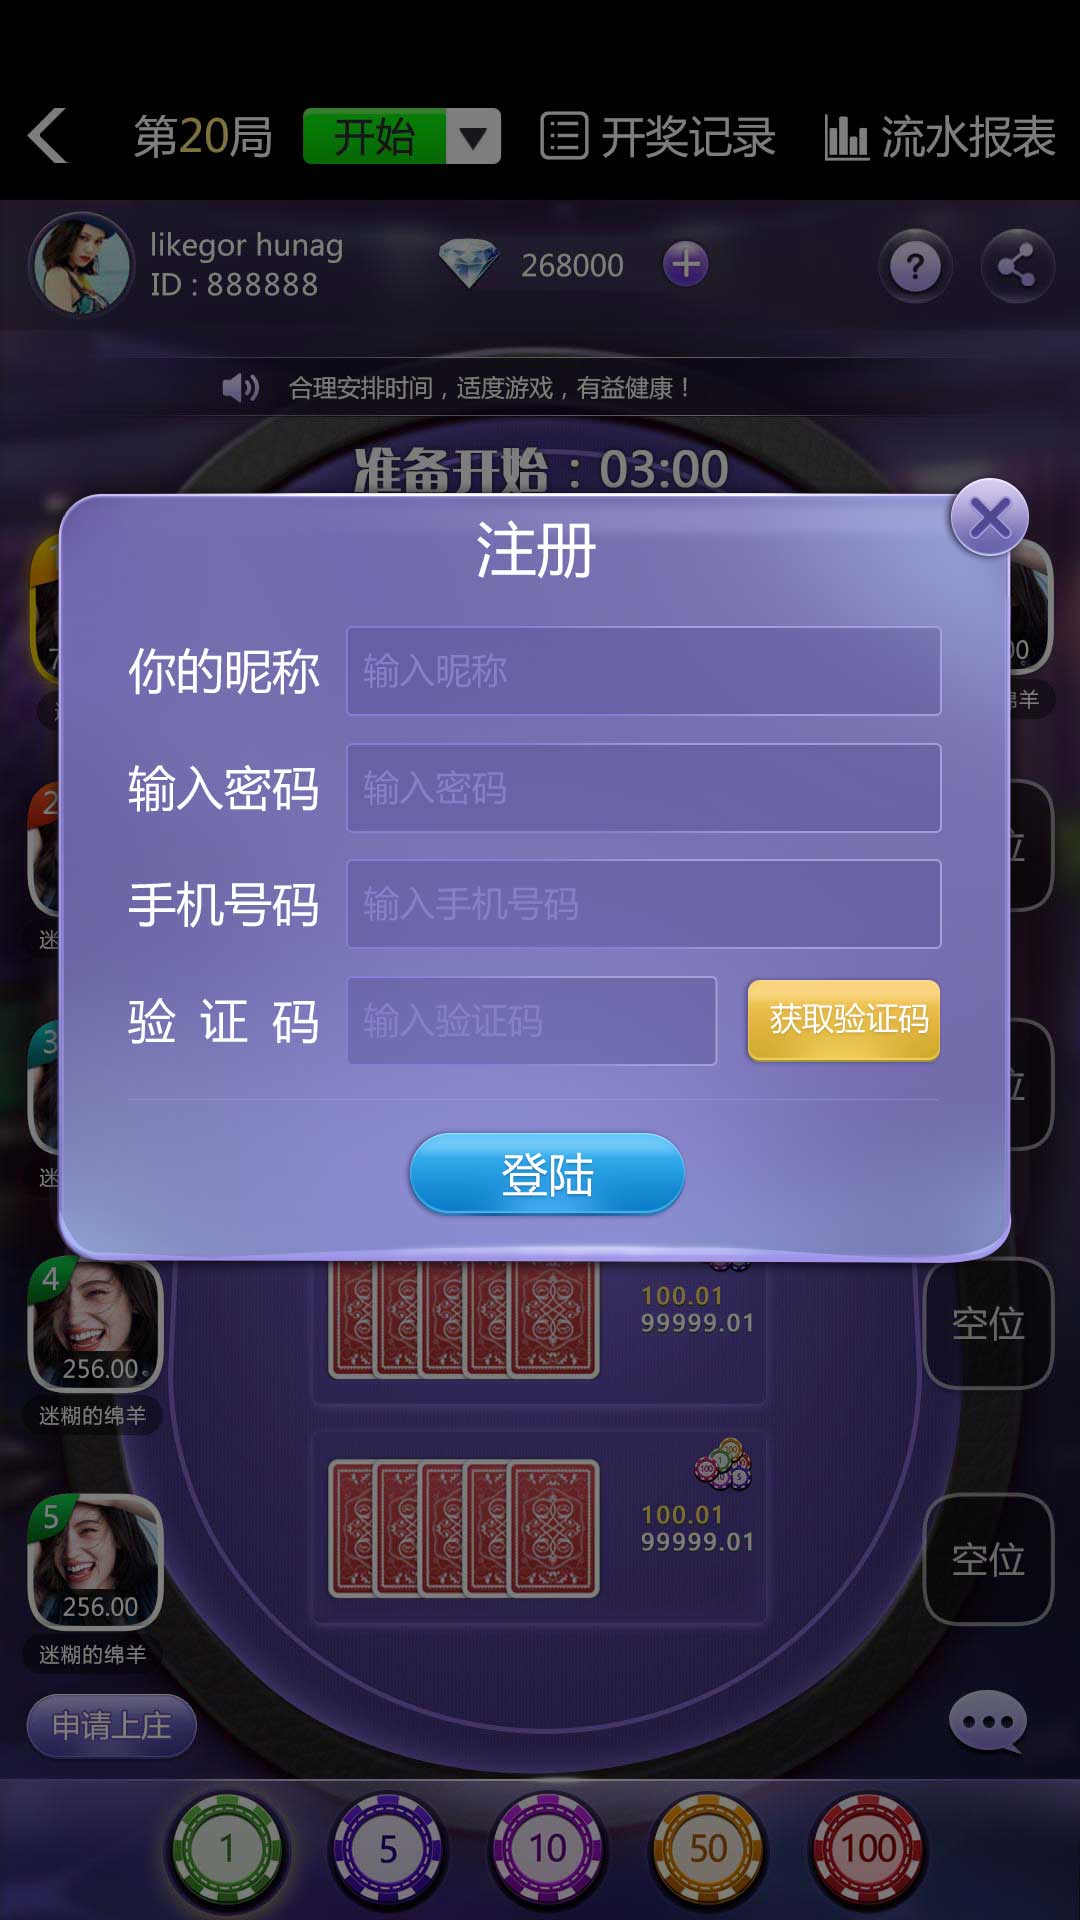 第20局 开始 开奖记录 流水报表
likegor hunag
ID : 888888
268000
合理安排时间，适度游戏，有益健康！
准备开始：03:00
注册
你的昵称 输入昵称
输入密码 输入密码
手机号码 输入手机号码
验 证 码 输入验证码 获取验证码
登陆
2
3
迷
迷
4
256.00
迷糊的绵羊
100.01
99999.01
空位
5
256.00
迷糊的绵羊
100.01
99999.01
空位
申请上庄
1 5 10 50 100